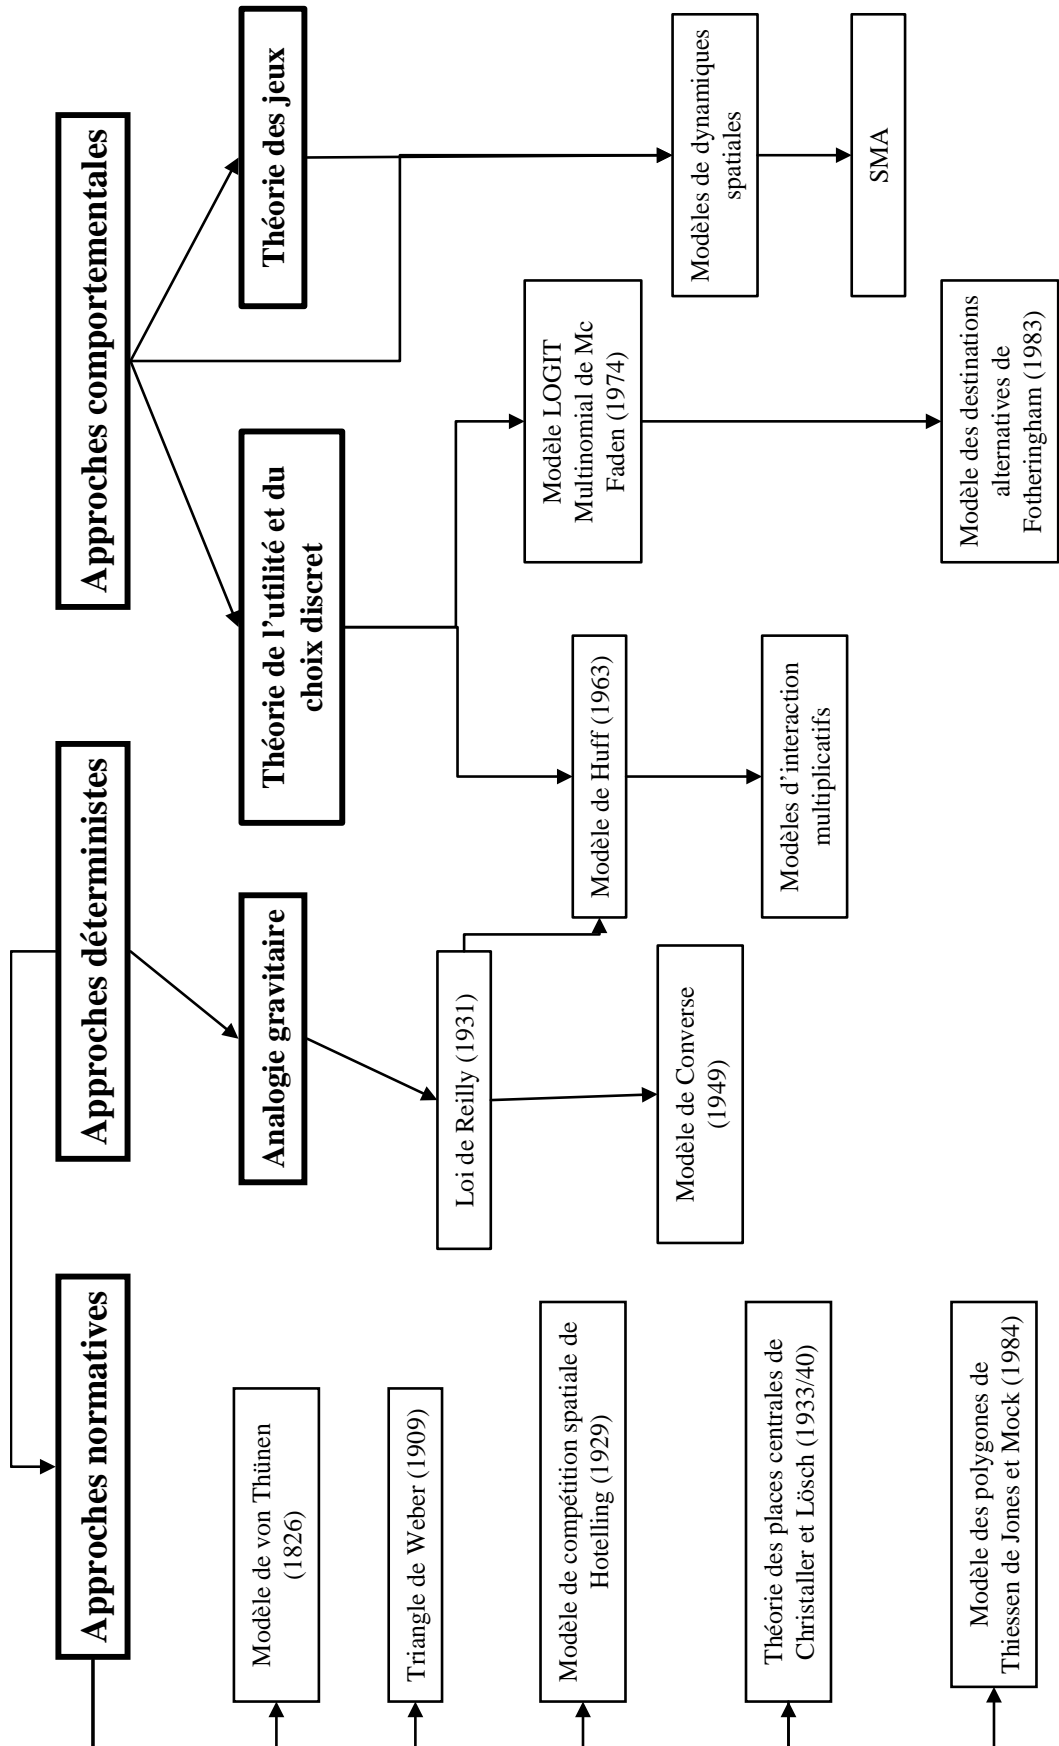 Approches normatives
Approches déterministes
Approches comportementales
Modèle de von Thünen
(1826)
Analogie gravitaire
Théorie de l'utilité et du
choix discret
Théorie des jeux
Triangle de Weber (1909)
Loi de Reilly (1931)
Modèle de compétition spatiale de
Hotelling (1929)
Modèle de Huff (1963)
Modèle LOGIT
Multinomial de Mc
Faden (1974)
Modèle de Converse
(1949)
Modèles de dynamiques
spatiales
Théorie des places centrales de
Christaller et Lösch (1933/40)
Modèles d'interaction
multiplicatifs
SMA
Modèle des polygones de
Thiessen de Jones et Mock (1984)
Modèle des destinations
alternatives de
Fotheringham (1983)